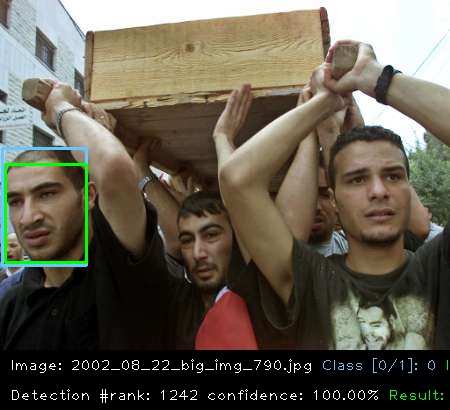 Image: 2002_08_22_big_img_790.jpg Class [0/1]: 0
Detection #rank: 1242 confidence: 100.00% Result: